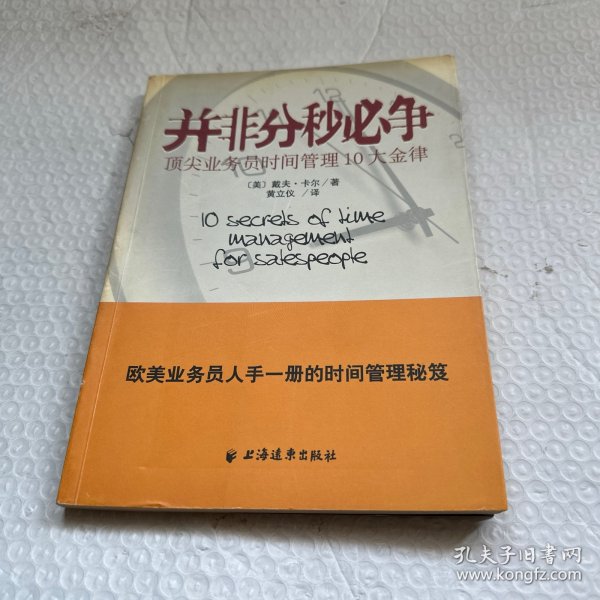 并非分秒必争
顶尖业务员时间管理10大金律
〔美〕戴夫·卡尔/著
黄立仪/译
10 secrets of time
management
for salespeople
欧美业务员人手一册的时间管理秘笈
上海远东出版社
孔夫子旧书网
www.kongfz.com